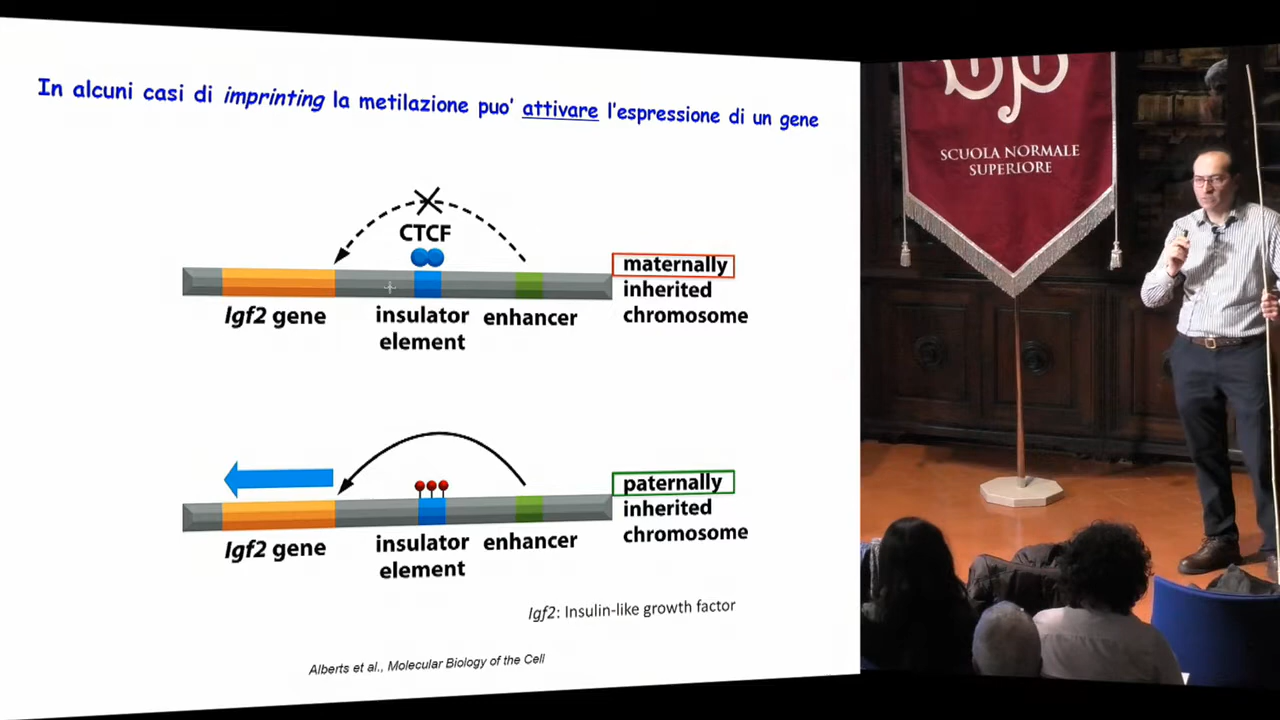 In alcuni casi di imprinting la metilazione puo' attivare l'espressione di un gene
CTCF
Igf2 gene
insulator
element
enhancer
maternally
inherited
chromosome
Igf2 gene
insulator
element
enhancer
paternally
inherited
chromosome
Igf2: Insulin-like growth factor
Alberts et al., Molecular Biology of the Cell
SCUOLA NORMALE
SUPERIORE